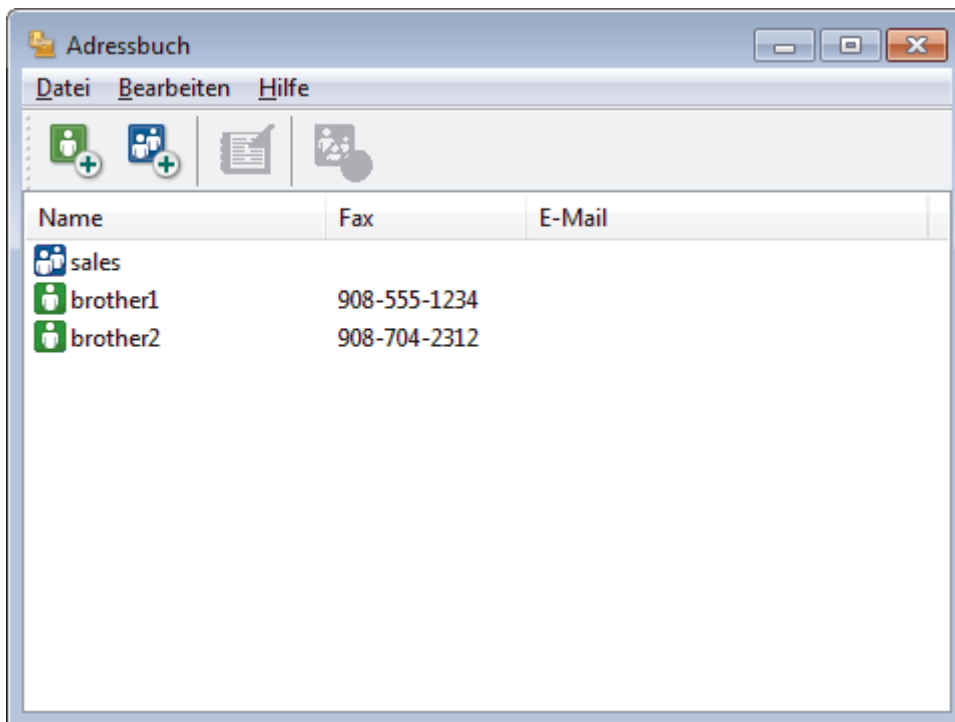 Adressbuch
Datei Bearbeiten Hilfe
Name Fax E-Mail
sales
brother1 908-555-1234
brother2 908-704-2312